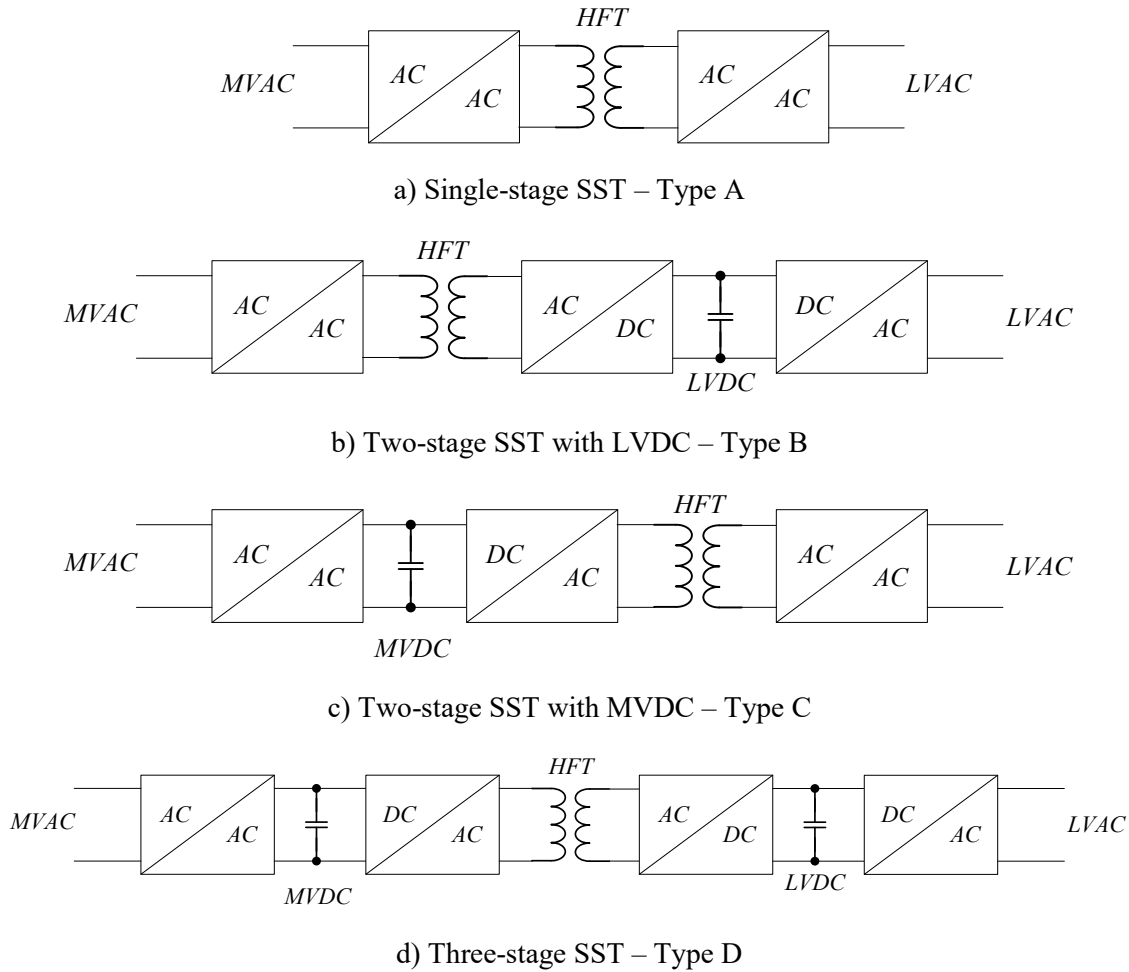 HFT
MVAC AC AC AC AC LVAC
a) Single-stage SST – Type A
HFT
MVAC AC AC AC DC DC AC LVAC
LVDC
b) Two-stage SST with LVDC – Type B
HFT
MVAC AC AC DC AC AC AC LVAC
MVDC
c) Two-stage SST with MVDC – Type C
HFT
MVAC AC AC DC AC AC DC DC AC LVAC
MVDC LVDC
d) Three-stage SST – Type D